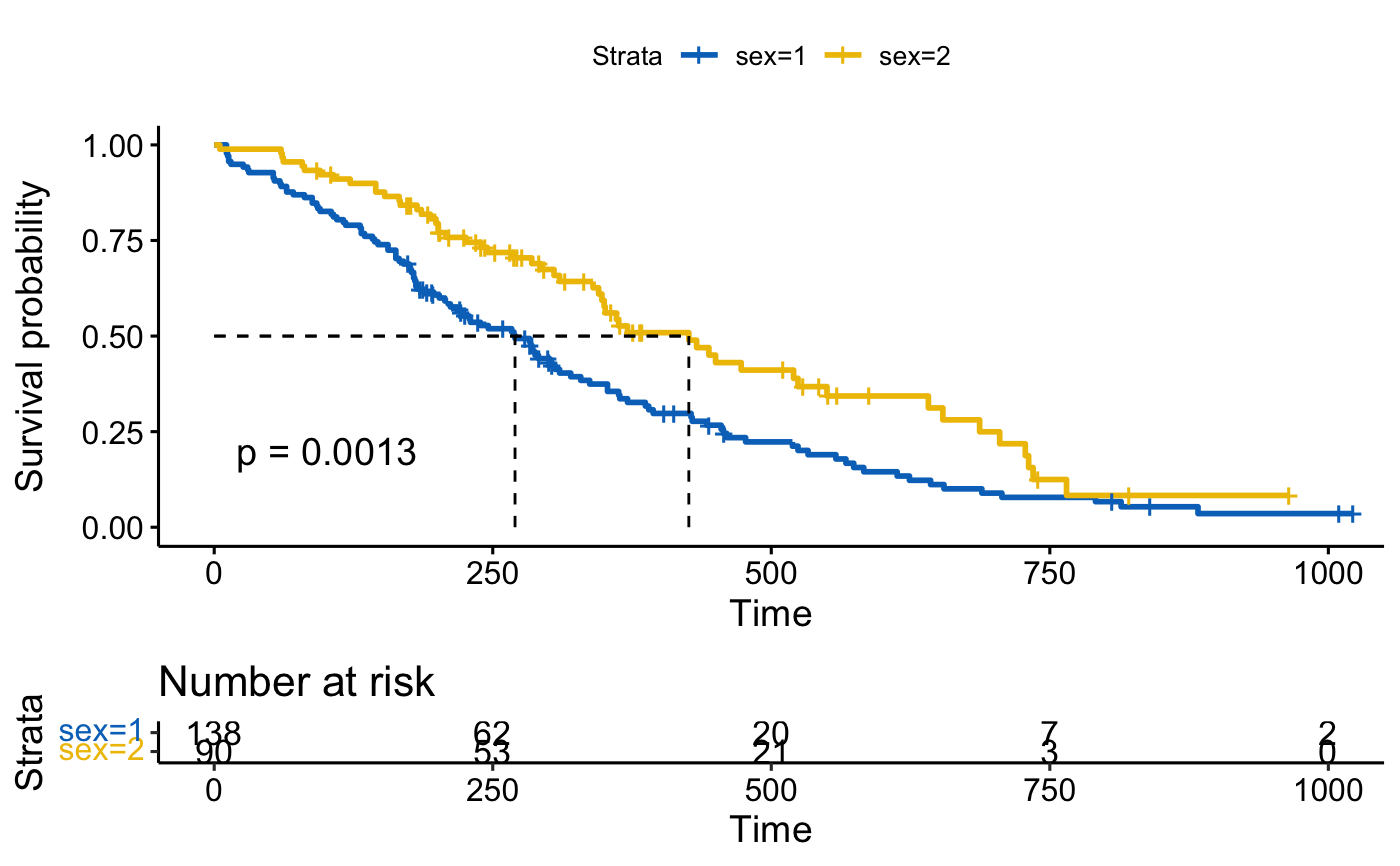 Strata sex=1 sex=2
Survival probability
1.00
0.75
0.50
0.25
0.00
p = 0.0013
0 250 500 750 1000
Time
Number at risk
Strata
sex=1 138 62 20 7 2
sex=2 90 53 21 3 0
0 250 500 750 1000
Time